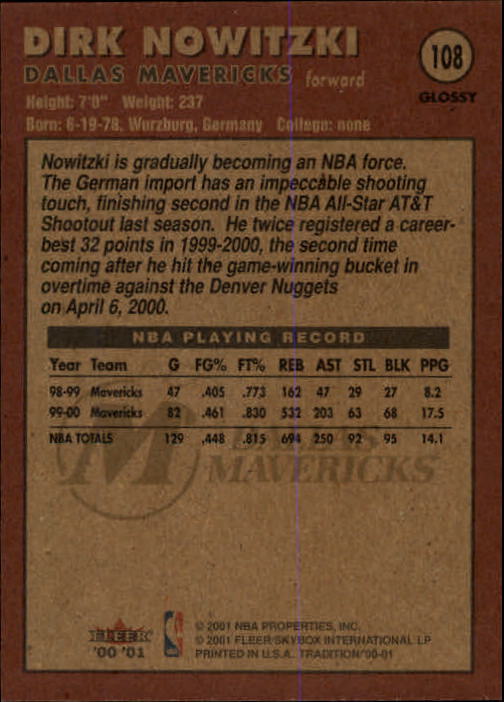 DIRK NOWITZKI
DALLAS MAVERICKS forward
108
GLOSSY
Height: 7'0" Weight: 237
Born: 6-19-78, Wurzburg, Germany College: none
Nowitzki is gradually becoming an NBA force.
The German import has an impeccable shooting
touch, finishing second in the NBA All-Star AT&T
Shootout last season. He twice registered a career-
best 32 points in 1999-2000, the second time
coming after he hit the game-winning bucket in
overtime against the Denver Nuggets
on April 6, 2000.
NBA PLAYING RECORD
Year Team G FG% FT% REB AST STL BLK PPG
98-99 Mavericks 47 .405 .773 162 47 29 27 8.2
99-00 Mavericks 82 .461 .830 532 203 63 68 17.5
NBA TOTALS 129 .448 .815 694 250 92 95 14.1
M DALLAS
MAVERICKS
FLEER
'00 '01
NBA
© 2001 NBA PROPERTIES, INC.
© 2001 FLEER/SKYBOX INTERNATIONAL LP
PRINTED IN U.S.A. TRADITION'00-01